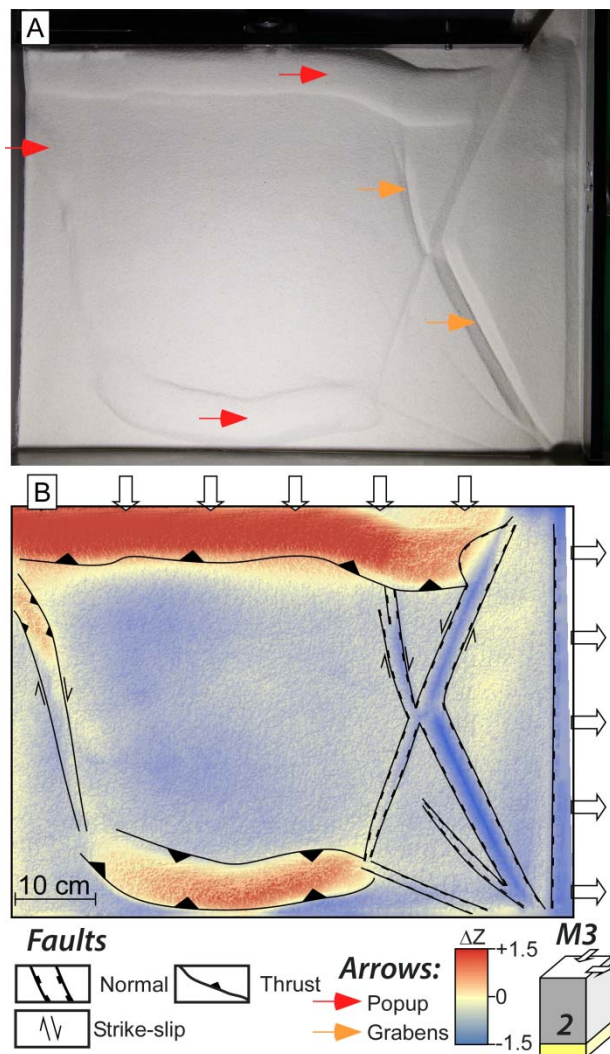 A
B
10 cm
Faults
Normal
Thrust
Strike-slip
Arrows:
Popup
Grabens
ΔZ
+1.5
0
-1.5
M3
2